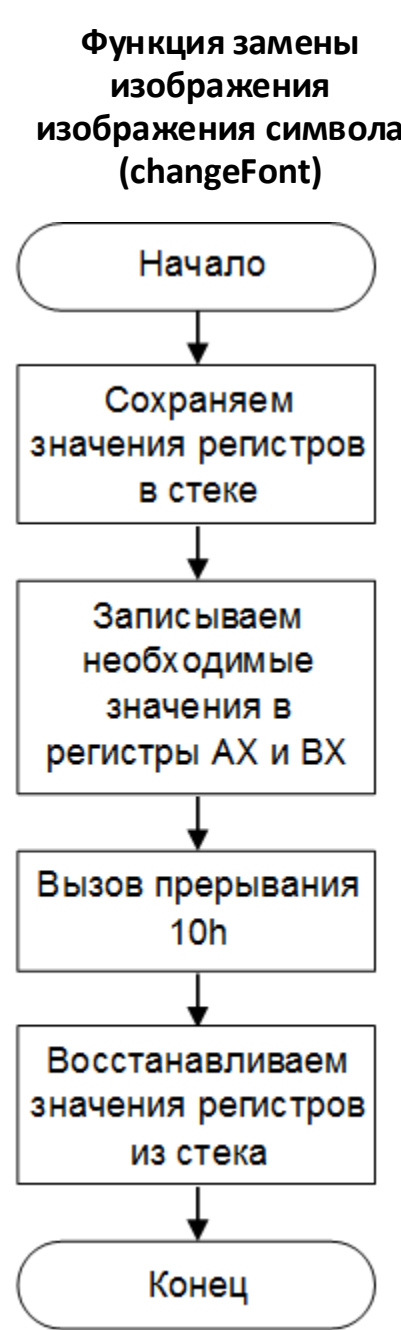 Функция замены
изображения
изображения символа
(changeFont)
Начало
Сохраняем
значения регистров
в стеке
Записываем
необходимые
значения в
регистры AX и BX
Вызов прерывания
10h
Восстанавливаем
значения регистров
из стека
Конец